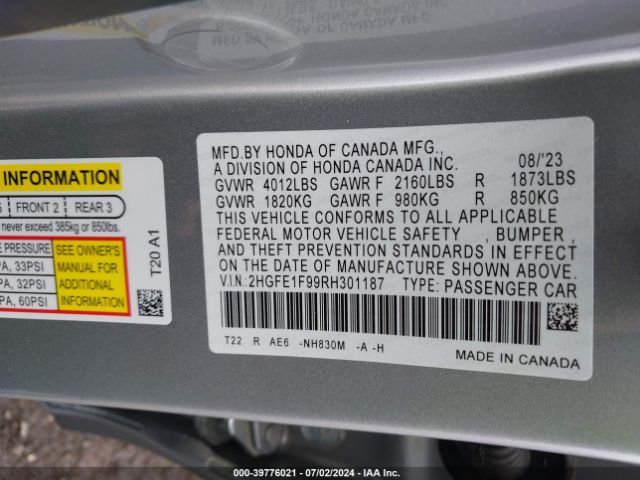 INFORMATION
FRONT 2 REAR 3
never exceed 385kg or 850lbs.
PRESSURE SEE OWNER'S
PA, 33PSI MANUAL FOR
PA, 32PSI ADDITIONAL
PA, 60PSI INFORMATION
T20 A1
MFD.BY HONDA OF CANADA MFG.,
A DIVISION OF HONDA CANADA INC. 08/'23
GVWR 4012LBS GAWR F 2160LBS R 1873LBS
GVWR 1820KG GAWR F 980KG R 850KG
THIS VEHICLE CONFORMS TO ALL APPLICABLE
FEDERAL MOTOR VEHICLE SAFETY , BUMPER ,
AND THEFT PREVENTION STANDARDS IN EFFECT
ON THE DATE OF MANUFACTURE SHOWN ABOVE.
V.I.N.:2HGFE1F99RH301187 TYPE: PASSENGER CAR
T22 R AE6 -NH830M -A -H
MADE IN CANADA
000-39776021 - 07/02/2024 - IAA Inc.